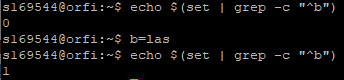 s169544@orfi:~$ echo $(set | grep -c "^b")
0
s169544@orfi:~$ b=las
s169544@orfi:~$ echo $(set | grep -c "^b")
1